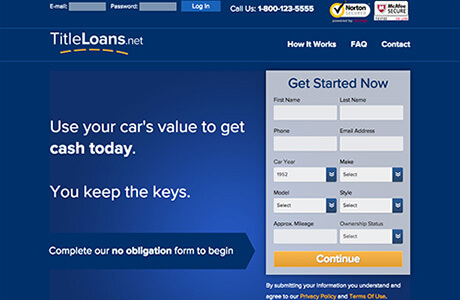 E-mail: Password: Log In Call Us: 1-800-123-5555
Norton
SECURED
powered by
McAfee
SECURE
TitleLoans.net
How It Works FAQ Contact
Get Started Now
First Name Last Name
Phone Email Address
Car Year Make
1952 Select
Model Style
Select Select
Approx. Mileage Ownership Status
Select
Continue
Use your car's value to get
cash today.
You keep the keys.
Complete our no obligation form to begin
By submitting your information you understand and
agree to our Privacy Policy and Terms Of Use.